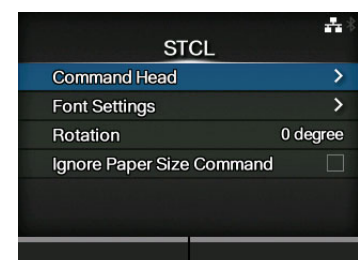 STCL
Command Head
Font Settings
Rotation 0 degree
Ignore Paper Size Command